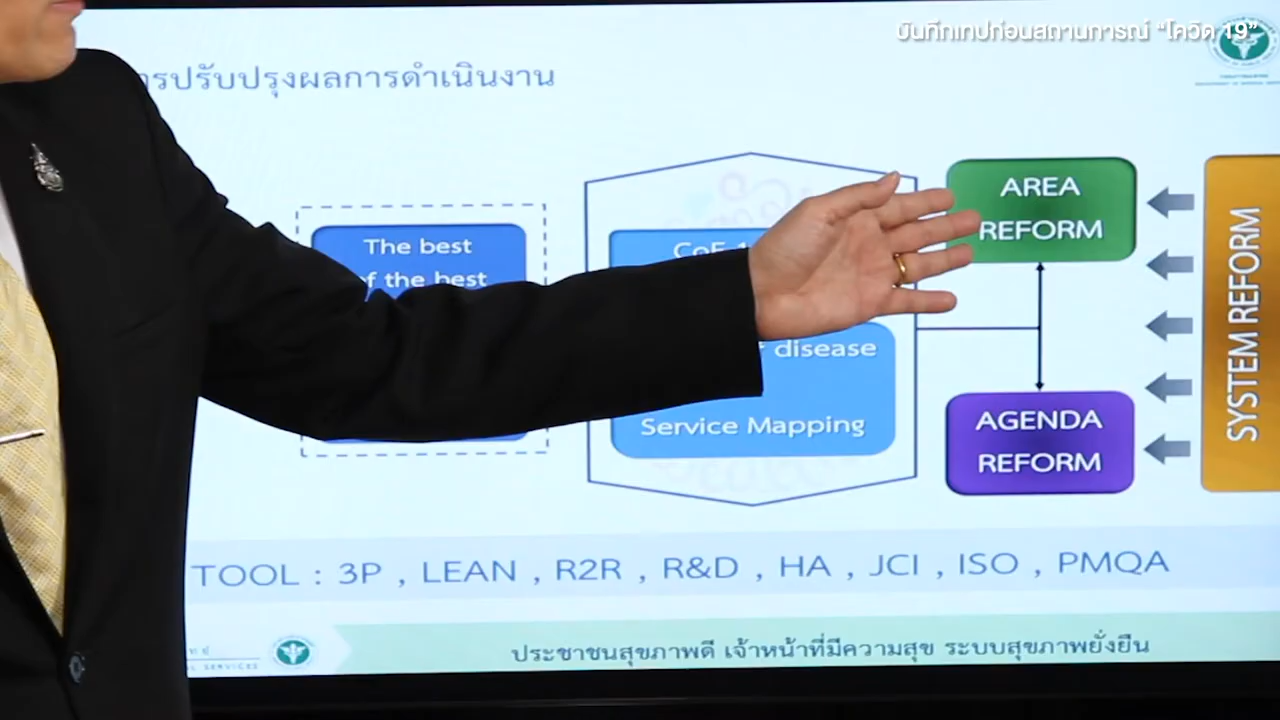 บันทึกเทปก่อนสถานการณ์ “โควิด 19”
การปรับปรุงผลการดำเนินงาน
The best
of the best
CoE
disease
Service Mapping
AREA
REFORM
AGENDA
REFORM
SYSTEM REFORM
TOOL : 3P , LEAN , R2R , R&D , HA , JCI , ISO , PMQA
ประชาชนสุขภาพดี เจ้าหน้าที่มีความสุข ระบบสุขภาพยั่งยืน